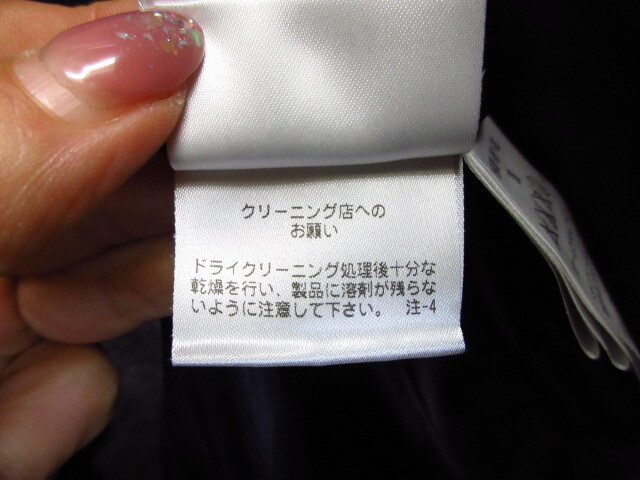 クリーニング店への
お願い
ドライクリーニング処理後十分な
乾燥を行い、製品に溶剤が残らな
いように注意して下さい。 注-4